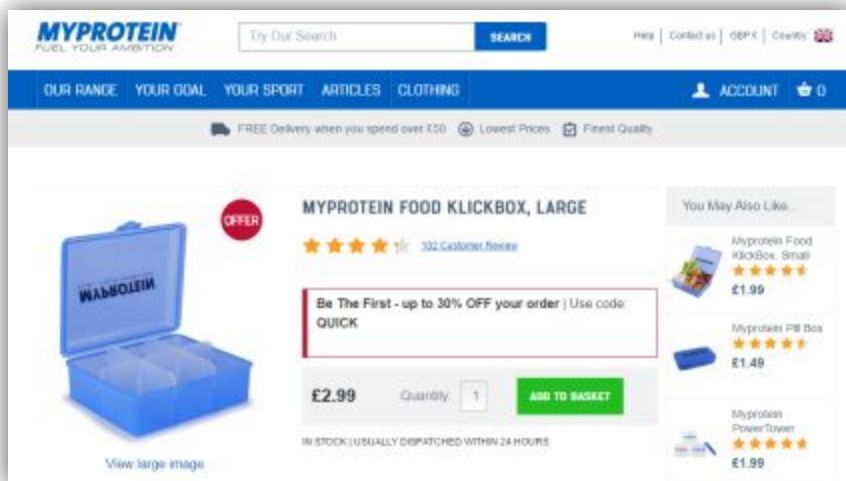 MYPROTEIN
FUEL YOUR AMBITION
Try Our Search
SEARCH
Help | Contact us | GBP £ | Country:
OUR RANGE YOUR GOAL YOUR SPORT ARTICLES CLOTHING
ACCOUNT 0
FREE Delivery when you spend over £50 Lowest Prices Finest Quality
OFFER
MYPROTEIN
View large image
MYPROTEIN FOOD KLICKBOX, LARGE
102 Customer Review
Be The First - up to 30% OFF your order | Use code:
QUICK
£2.99 Quantity: 1 ADD TO BASKET
IN STOCK | USUALLY DISPATCHED WITHIN 24 HOURS
You May Also Like...
Myprotein Food
KlickBox, Small
£1.99
Myprotein Pill Box
£1.49
Myprotein
PowerTower
£1.99